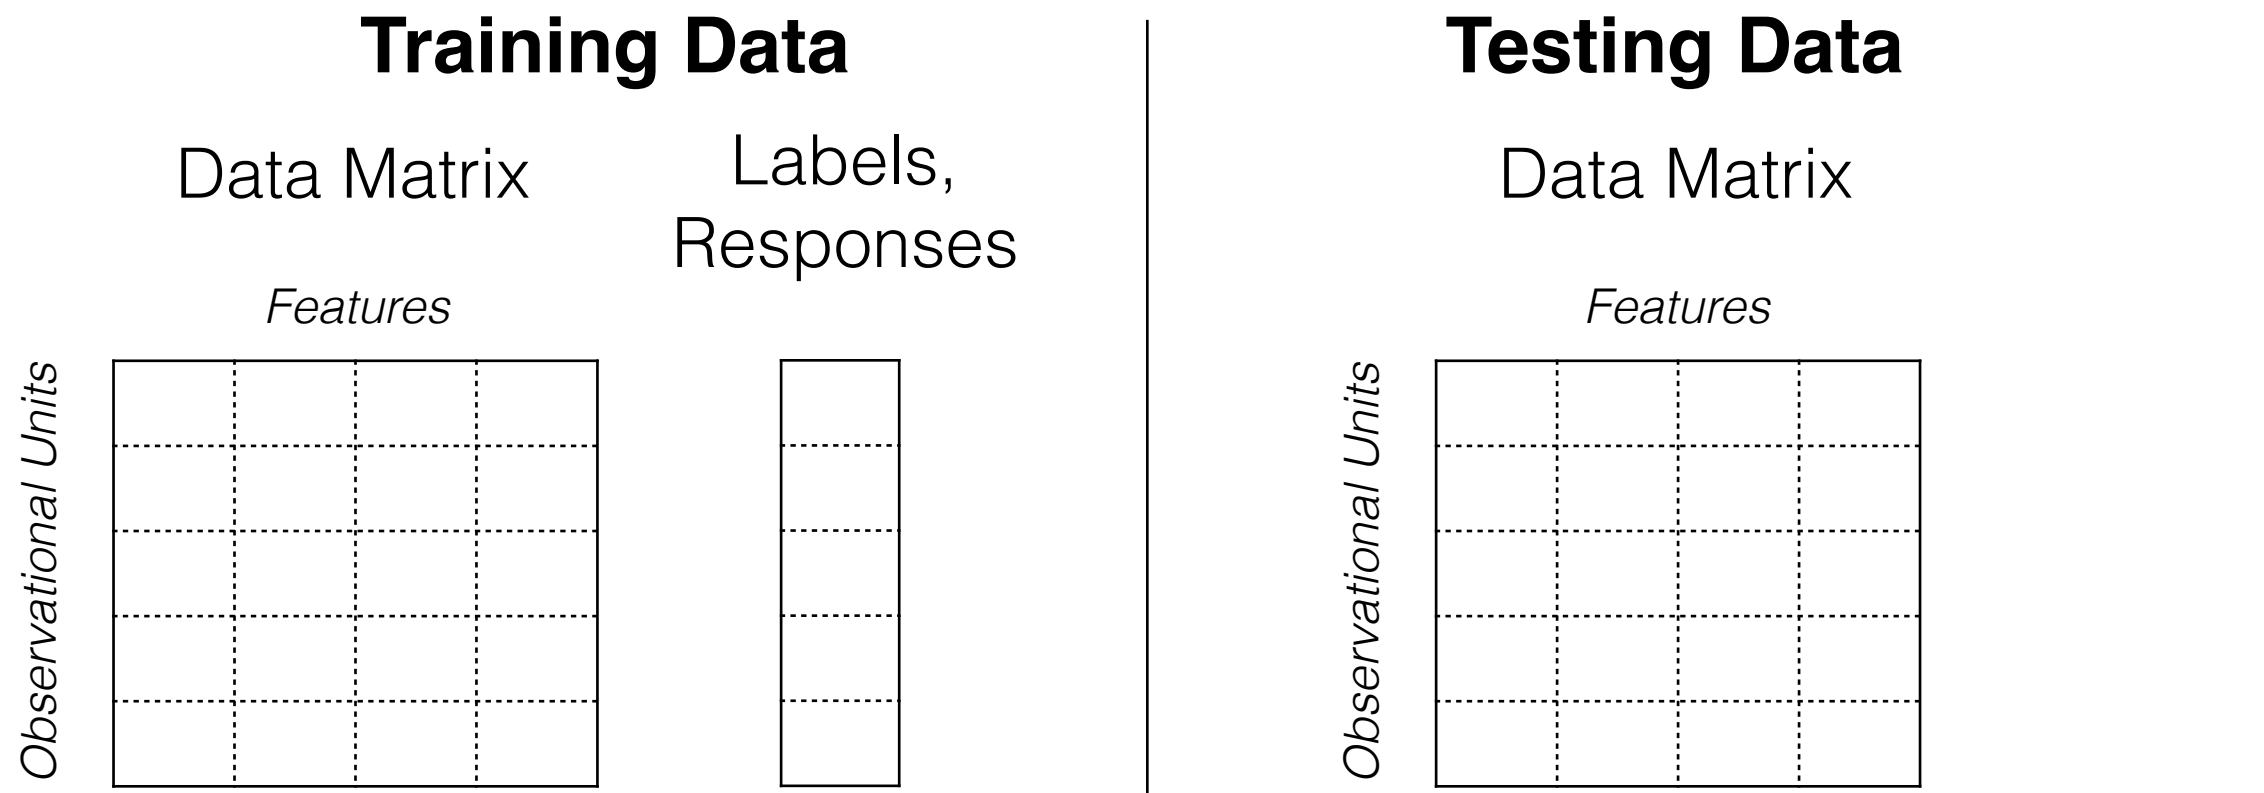 Training Data
Data Matrix
Labels,
Responses
Features
Observational Units
Testing Data
Data Matrix
Features
Observational Units